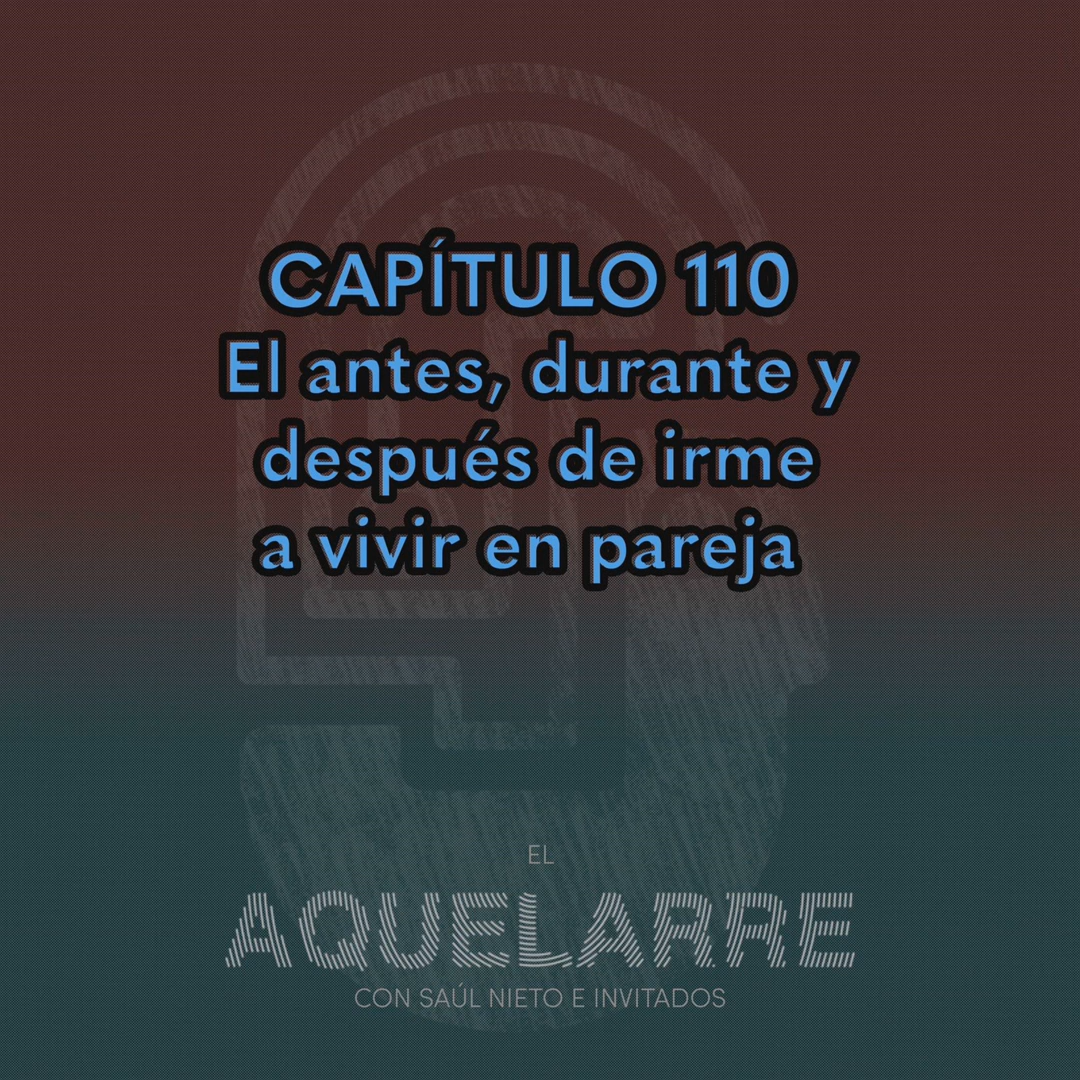 CAPÍTULO 110
El antes, durante y
después de irme
a vivir en pareja
EL
AQUELARRE
CON SAÚL NIETO E INVITADOS